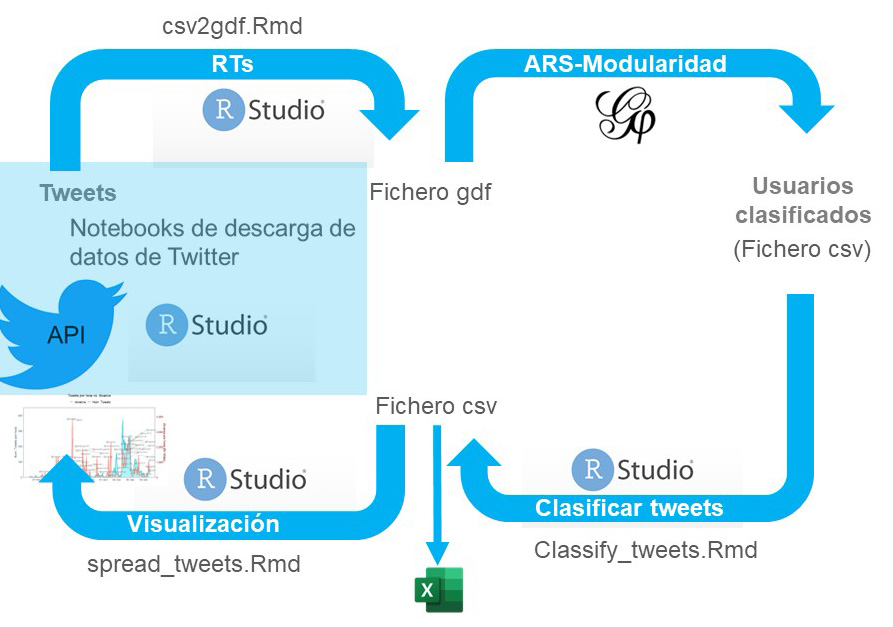 csv2gdf.Rmd
RTs
R Studio®
ARS-Modularidad
Gφ
Tweets
Notebooks de descarga de
datos de Twitter
API
R Studio®
Fichero gdf
Usuarios
clasificados
(Fichero csv)
Fichero csv
R Studio®
Visualización
spread_tweets.Rmd
R Studio®
Clasificar tweets
Classify_tweets.Rmd
X